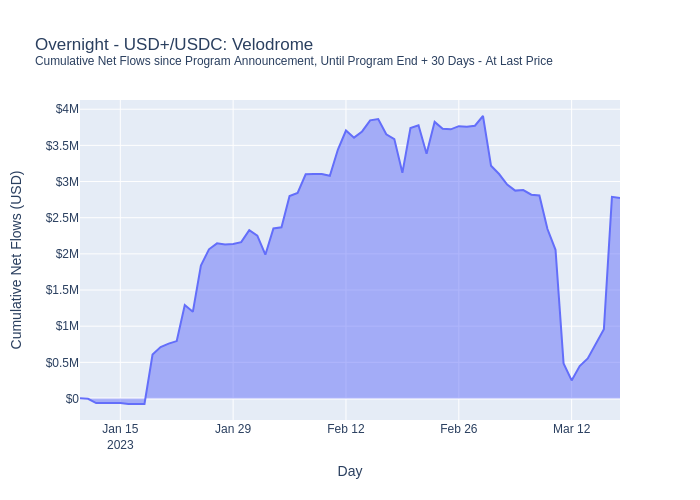 Overnight - USD+/USDC: Velodrome
Cumulative Net Flows since Program Announcement, Until Program End + 30 Days - At Last Price
Cumulative Net Flows (USD)
$4M
$3.5M
$3M
$2.5M
$2M
$1.5M
$1M
$0.5M
$0
Jan 15
2023
Jan 29
Feb 12
Feb 26
Mar 12
Day